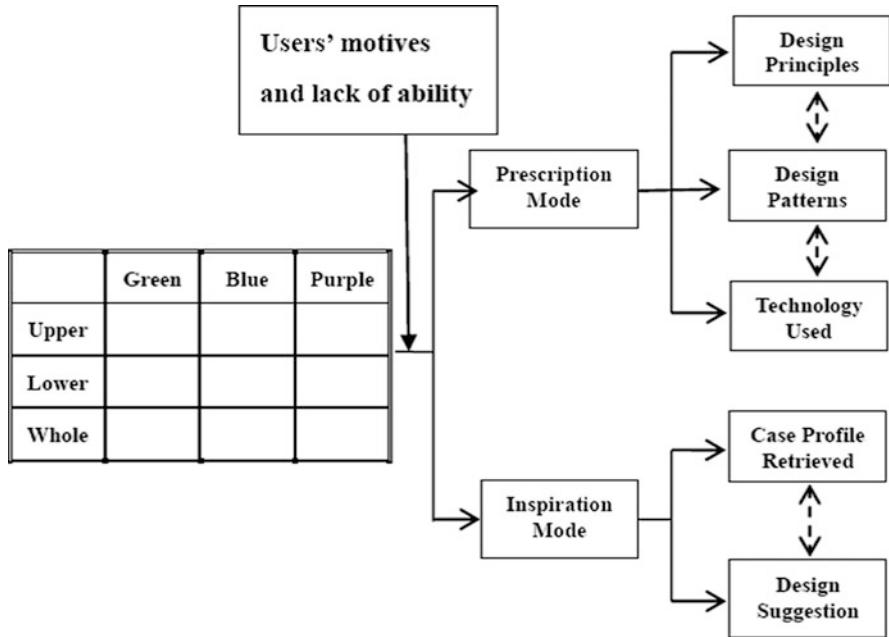 Users’ motives
and lack of ability
Design
Principles
Prescription
Mode
Design
Patterns
Technology
Used
Green Blue Purple
Upper
Lower
Whole
Case Profile
Retrieved
Inspiration
Mode
Design
Suggestion